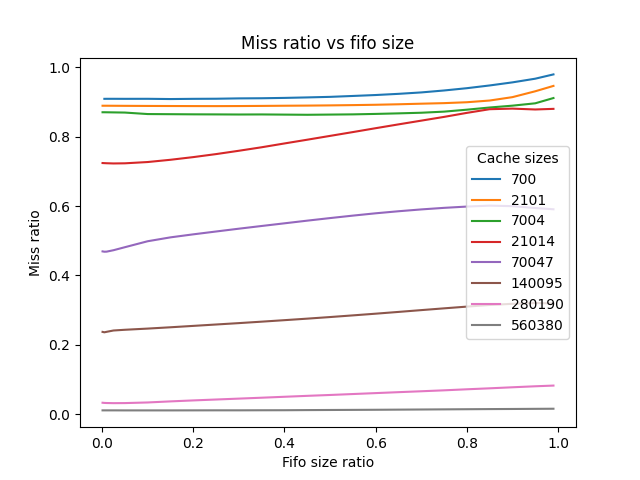 Miss ratio vs fifo size
1.0
0.8
0.6
0.4
0.2
0.0
Miss ratio
Cache sizes
700
2101
7004
21014
70047
140095
280190
560380
0.0 0.2 0.4 0.6 0.8 1.0
Fifo size ratio